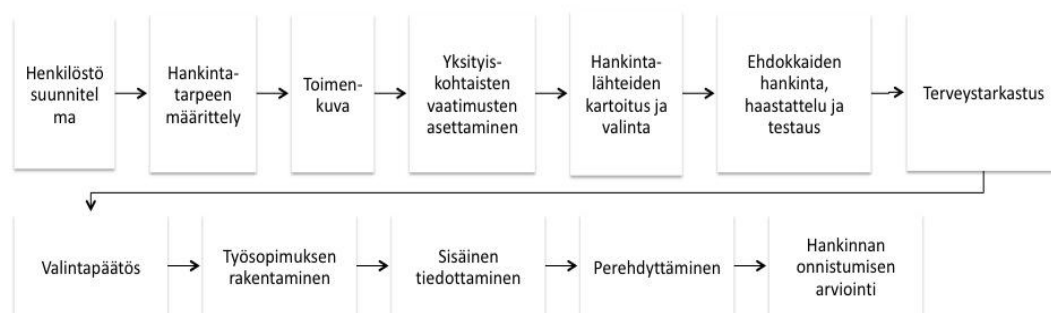 Henkilöstö
suunnitel
ma
Hankinta-
tarpeen
määrittely
Toimen-
kuva
Yksityis-
kohtaisten
vaatimusten
asettaminen
Hankinta-
lähteiden
kartoitus ja
valinta
Ehdokkaiden
hankinta,
haastattelu ja
testaus
Terveystarkastus
Valintapäätös
Työsopimuksen
rakentaminen
Sisäinen
tiedottaminen
Perehdyttäminen
Hankinnan
onnistumisen
arviointi